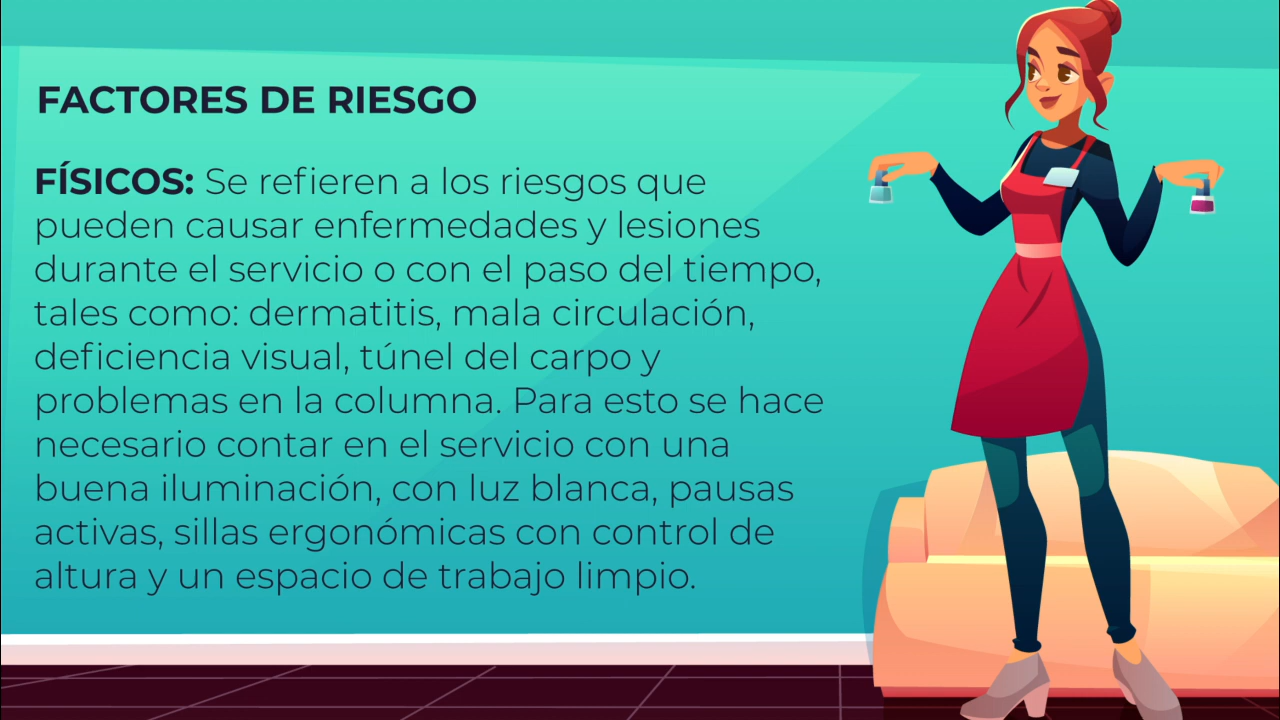 FACTORES DE RIESGO
FÍSICOS: Se refieren a los riesgos que
pueden causar enfermedades y lesiones
durante el servicio o con el paso del tiempo,
tales como: dermatitis, mala circulación,
deficiencia visual, túnel del carpo y
problemas en la columna. Para esto se hace
necesario contar en el servicio con una
buena iluminación, con luz blanca, pausas
activas, sillas ergonómicas con control de
altura y un espacio de trabajo limpio.